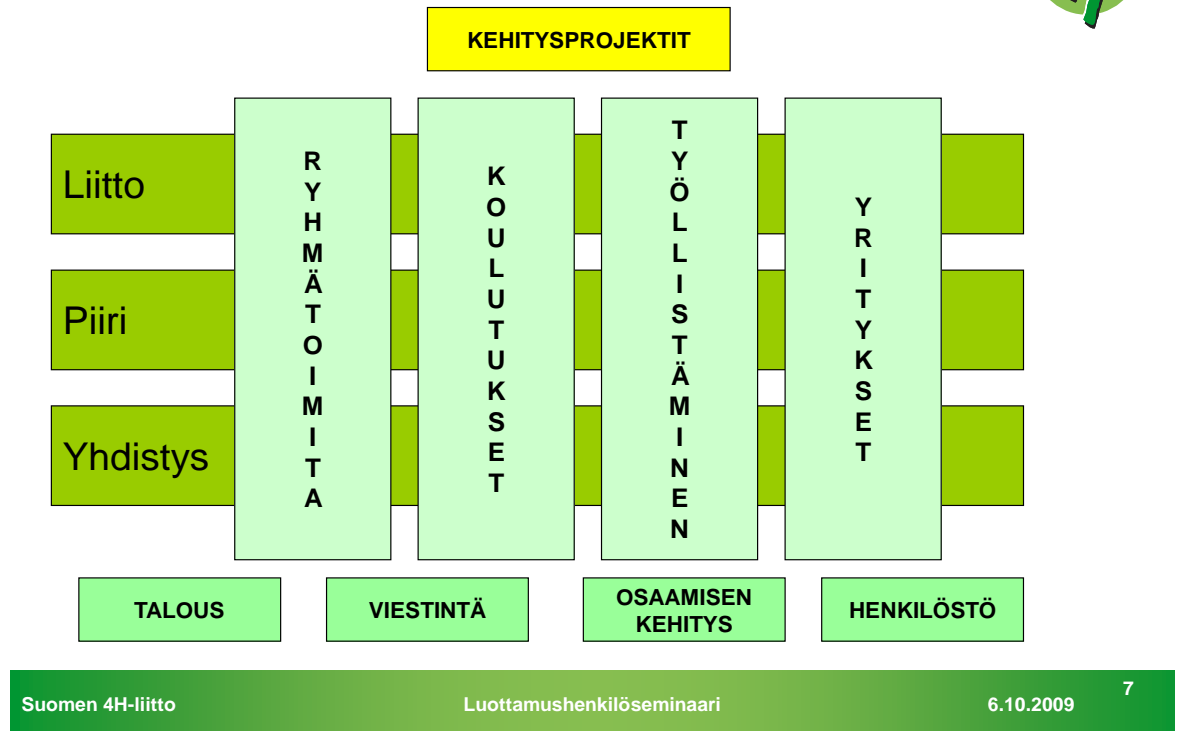 KEHITYSPROJEKTIT
Liitto
Piiri
Yhdistys
RYHMÄTOIMITA
KOULUTUKSET
TYÖLLISTÄMINEN
YRITYKSET
TALOUS
VIESTINTÄ
OSAAMISEN
KEHITYS
HENKILÖSTÖ
Suomen 4H-liitto
Luottamushenkilöseminaari
6.10.2009
7